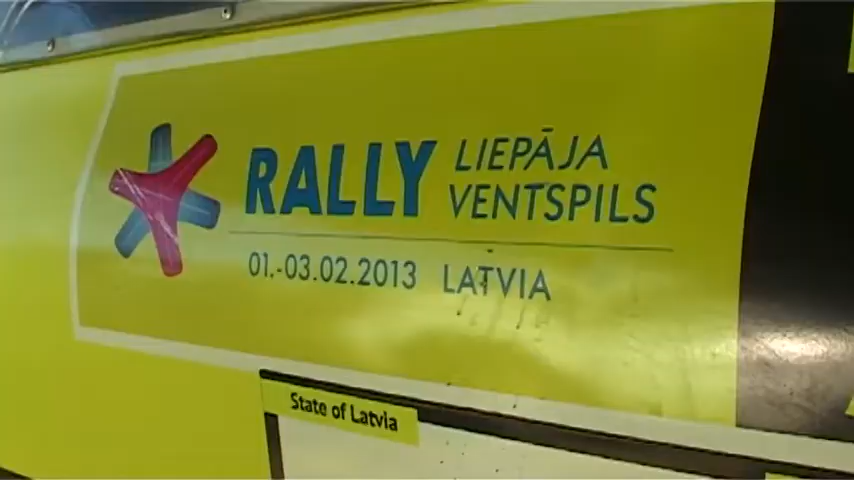 RALLY LIEPĀJA
VENTSPILS
01.-03.02.2013 LATVIA
State of Latvia